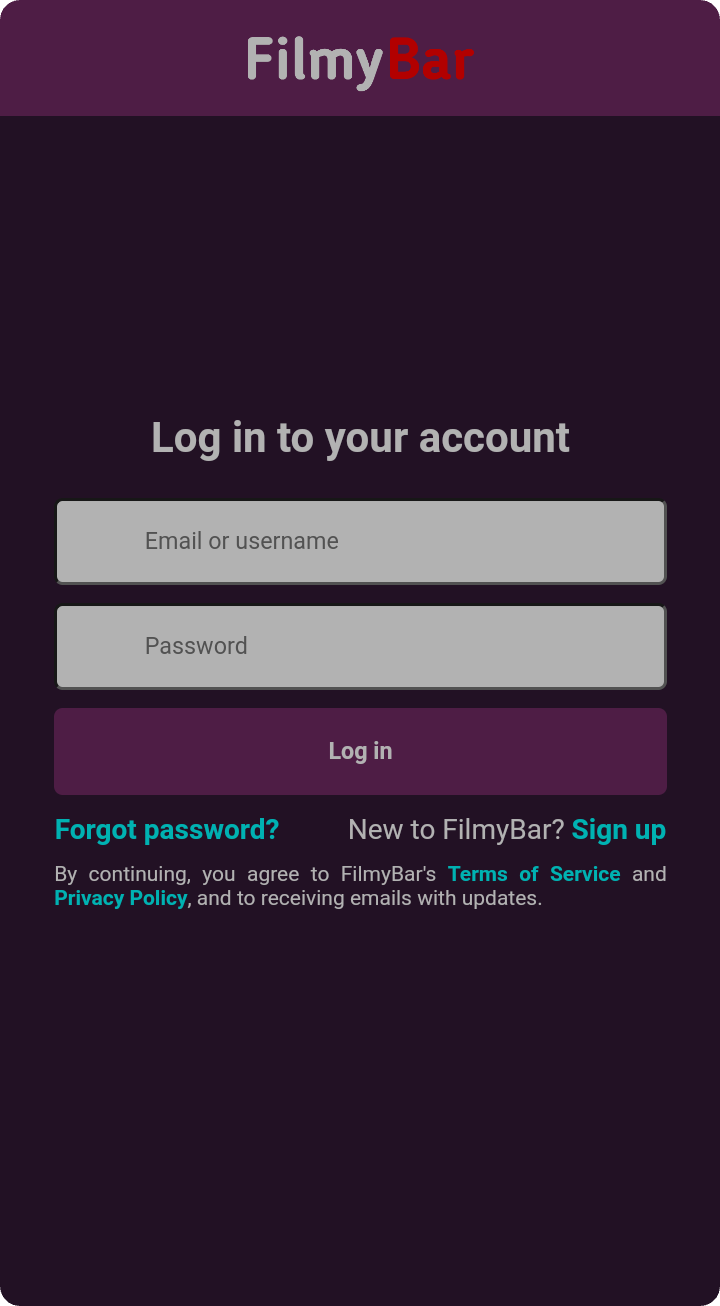 FilmyBar
Log in to your account
Email or username
Password
Log in
Forgot password? New to FilmyBar? Sign up
By continuing, you agree to FilmyBar's Terms of Service and
Privacy Policy, and to receiving emails with updates.